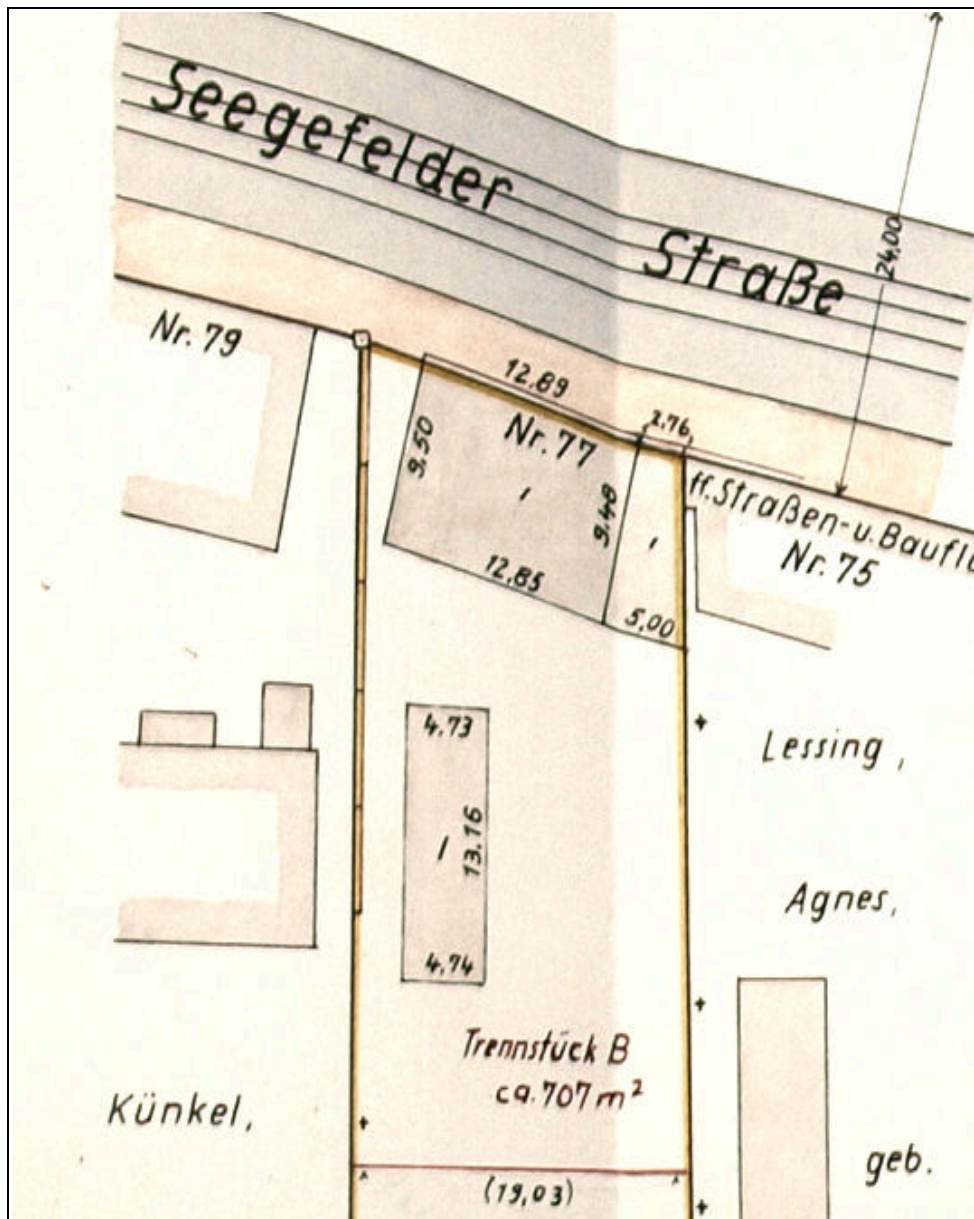 Seegefelder
Straße
24,00
Nr. 79
12,89
2,76
Nr. 77
9,50
9,48
ff. Straßen- u. Bauflu
Nr. 75
12,85
5,00
4,73
Lessing,
13,16
Agnes,
4,74
Trennstück B
ca. 707 m²
Künkel,
geb.
(19,03)